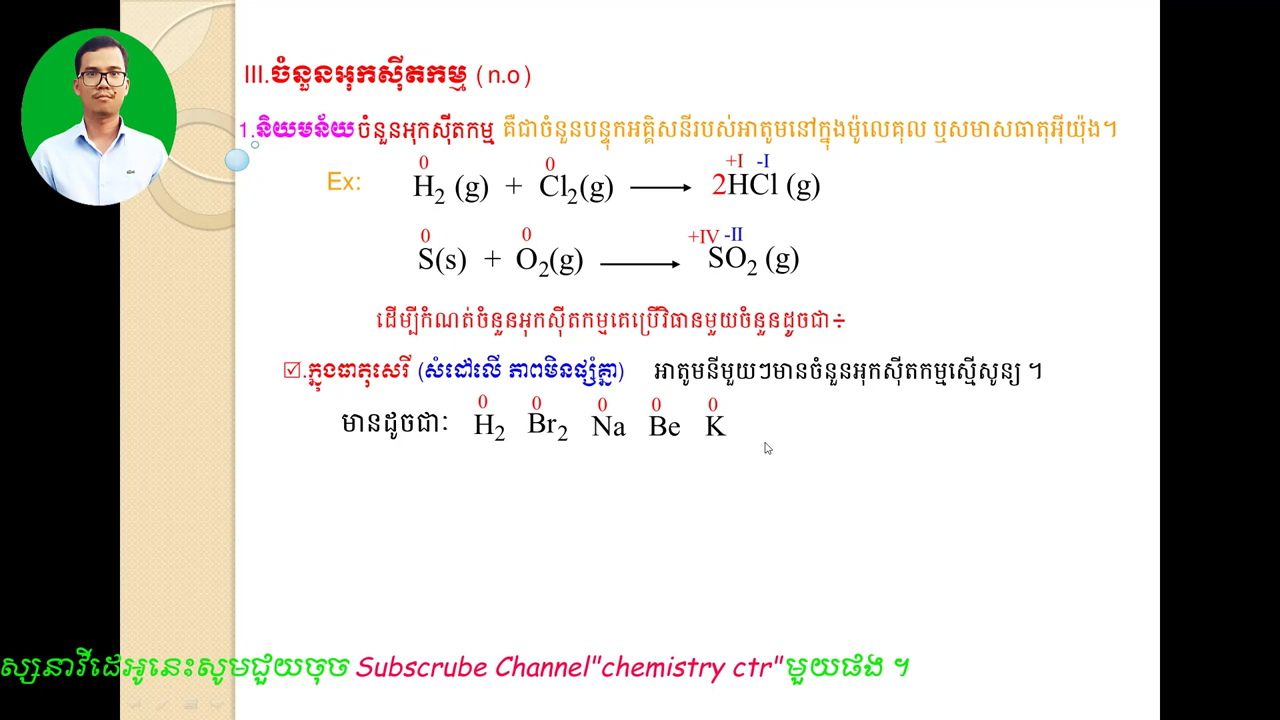 III.ចំនួនអុកស៊ីតកម្ម (n.o)
1.និយមន័យ ចំនួនអុកស៊ីតកម្ម គឺជាចំនួនបន្ទុកអគ្គិសនីរបស់អាតូមនៅក្នុងម៉ូលេគុល ឬសមាសធាតុអ៊ីយ៉ុង។
0 0 +I -I
Ex: H2 (g) + Cl2(g) ⟶ 2HCl (g)
0 0 +IV -II
S(s) + O2(g) ⟶ SO2 (g)
ដើម្បីកំណត់ចំនួនអុកស៊ីតកម្មគេប្រើវិធានមួយចំនួនដូចជា÷
☑.ក្នុងធាតុសេរី (សំដៅលើ ភាពមិនផ្សំគ្នា) អាតូមនីមួយៗមានចំនួនអុកស៊ីតកម្មស្មើសូន្យ ។
0 0 0 0 0
មានដូចជា: H2 Br2 Na Be K
ស្សនាវីដេអូនេះសូមជួយចុច Subscrube Channel"chemistry ctr"មួយផង ។